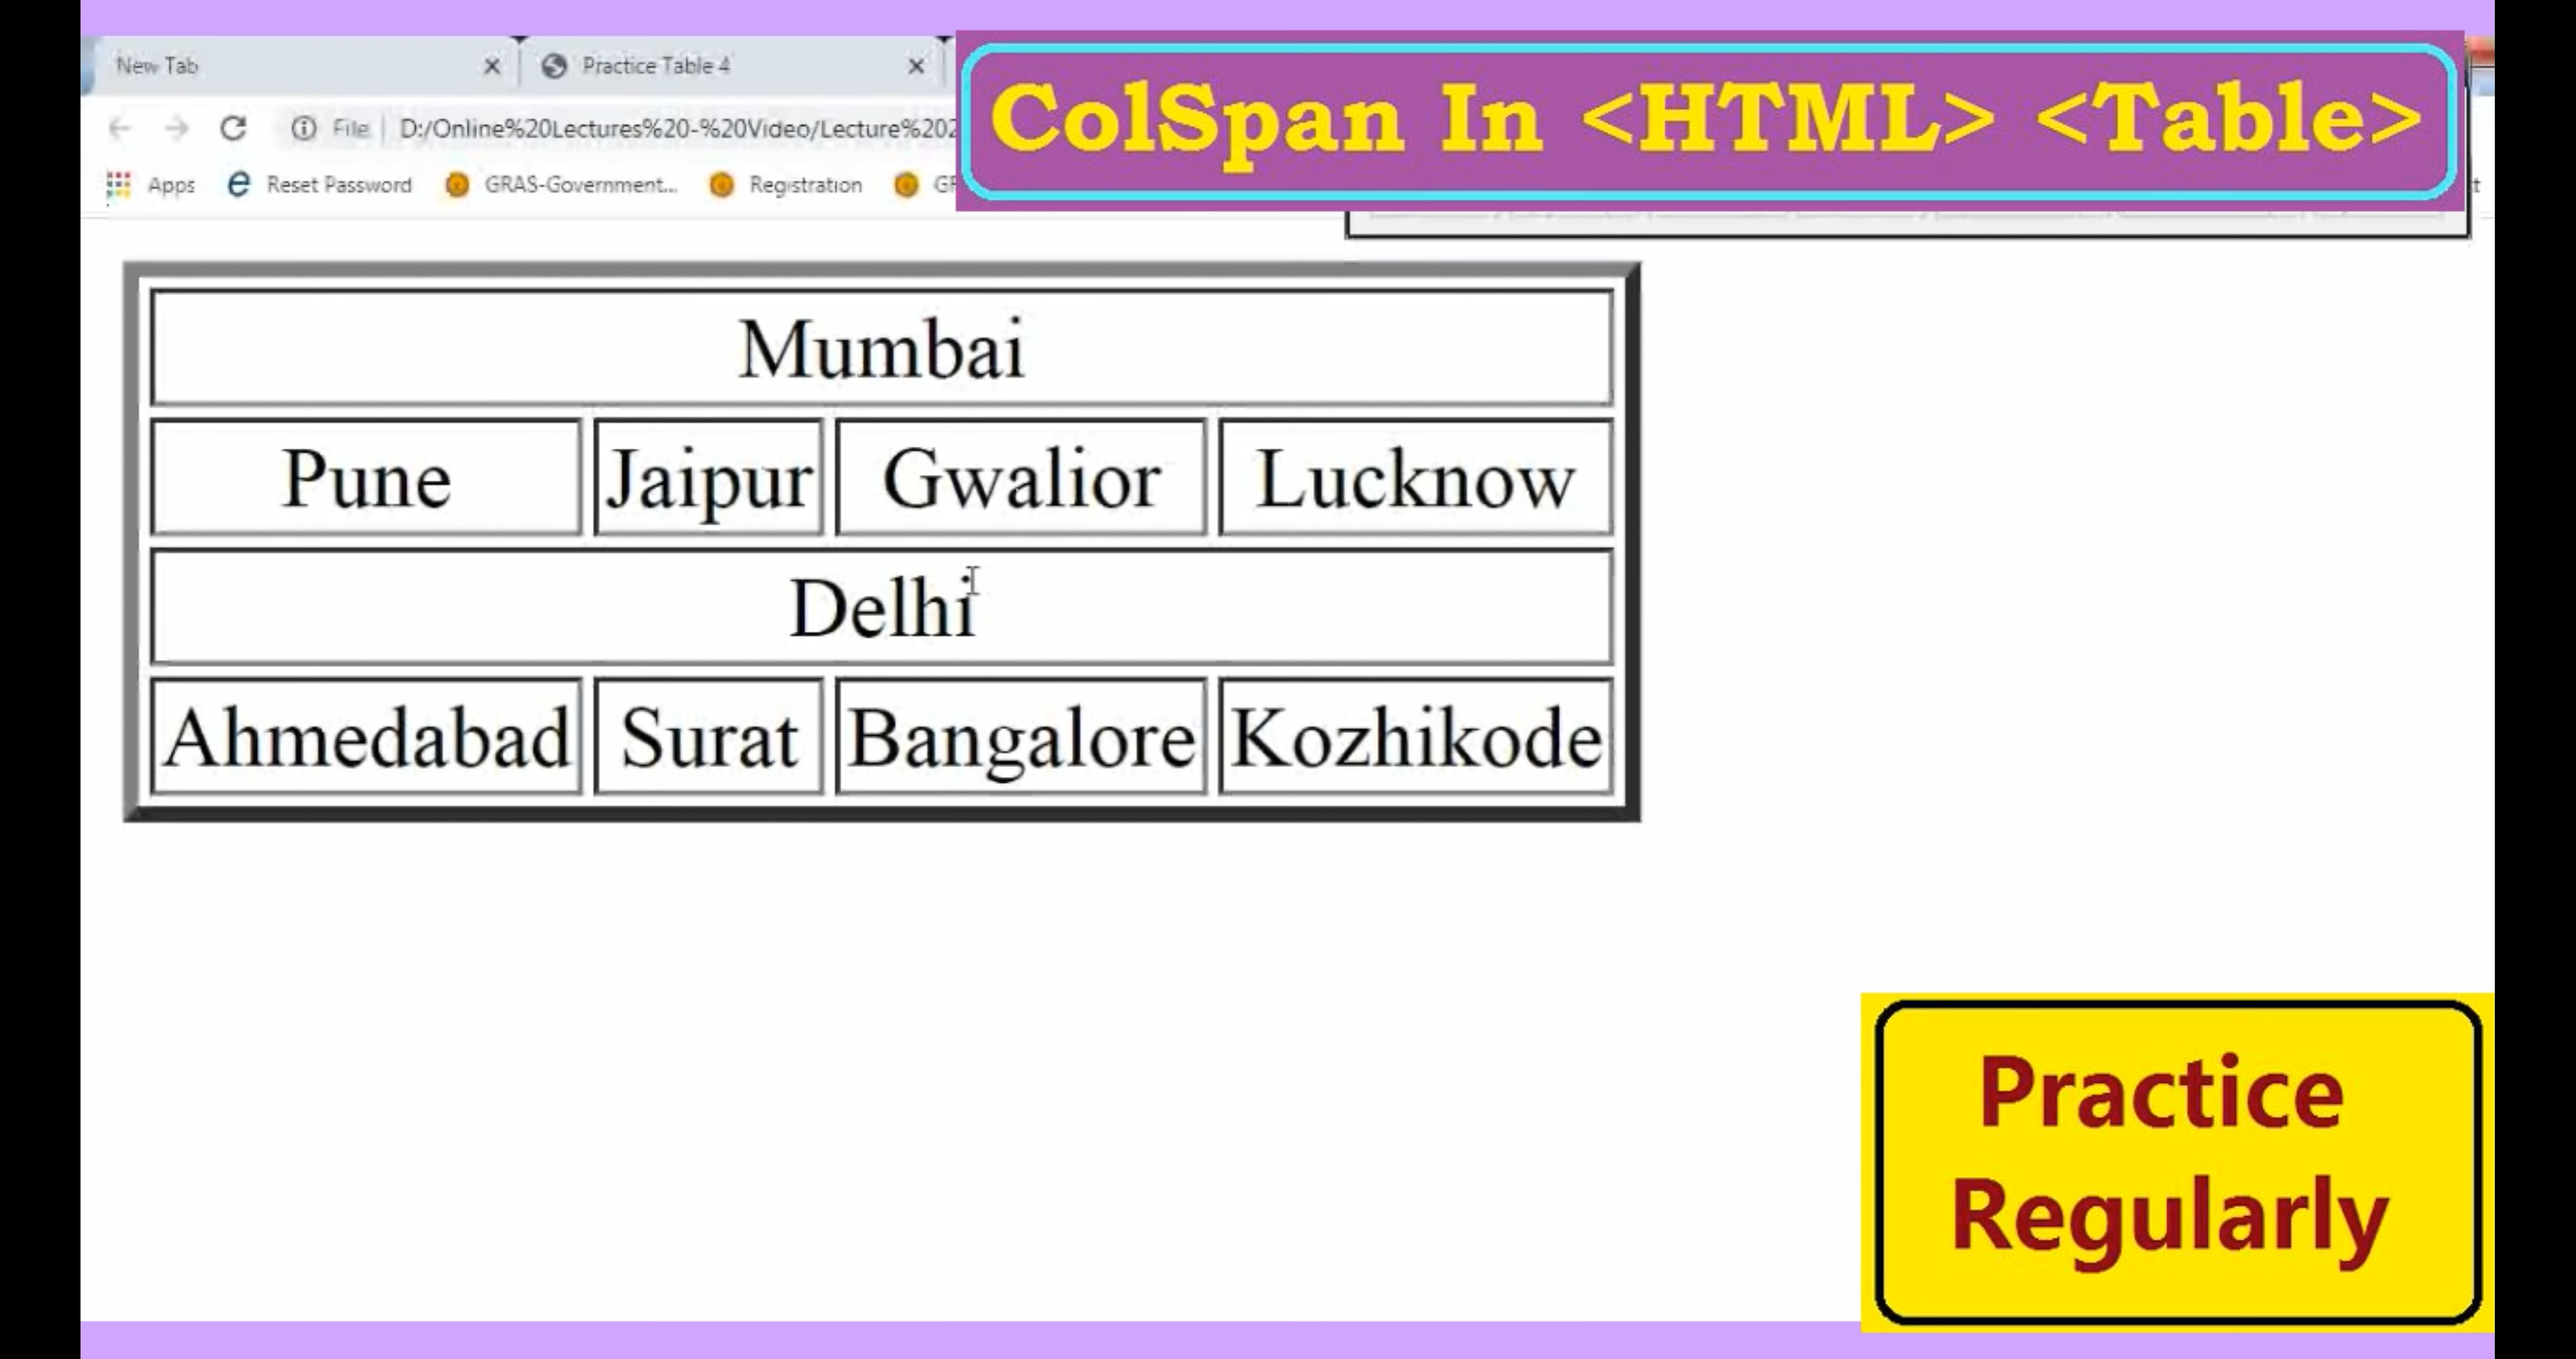 New Tab
Practice Table 4
ColSpan In <HTML> <Table>
File D:/Online%20Lectures%20-%20Video/Lecture%202
Apps Reset Password GRAS-Government... Registration
Mumbai
Pune Jaipur Gwalior Lucknow
Delhi
Ahmedabad Surat Bangalore Kozhikode
Practice
Regularly